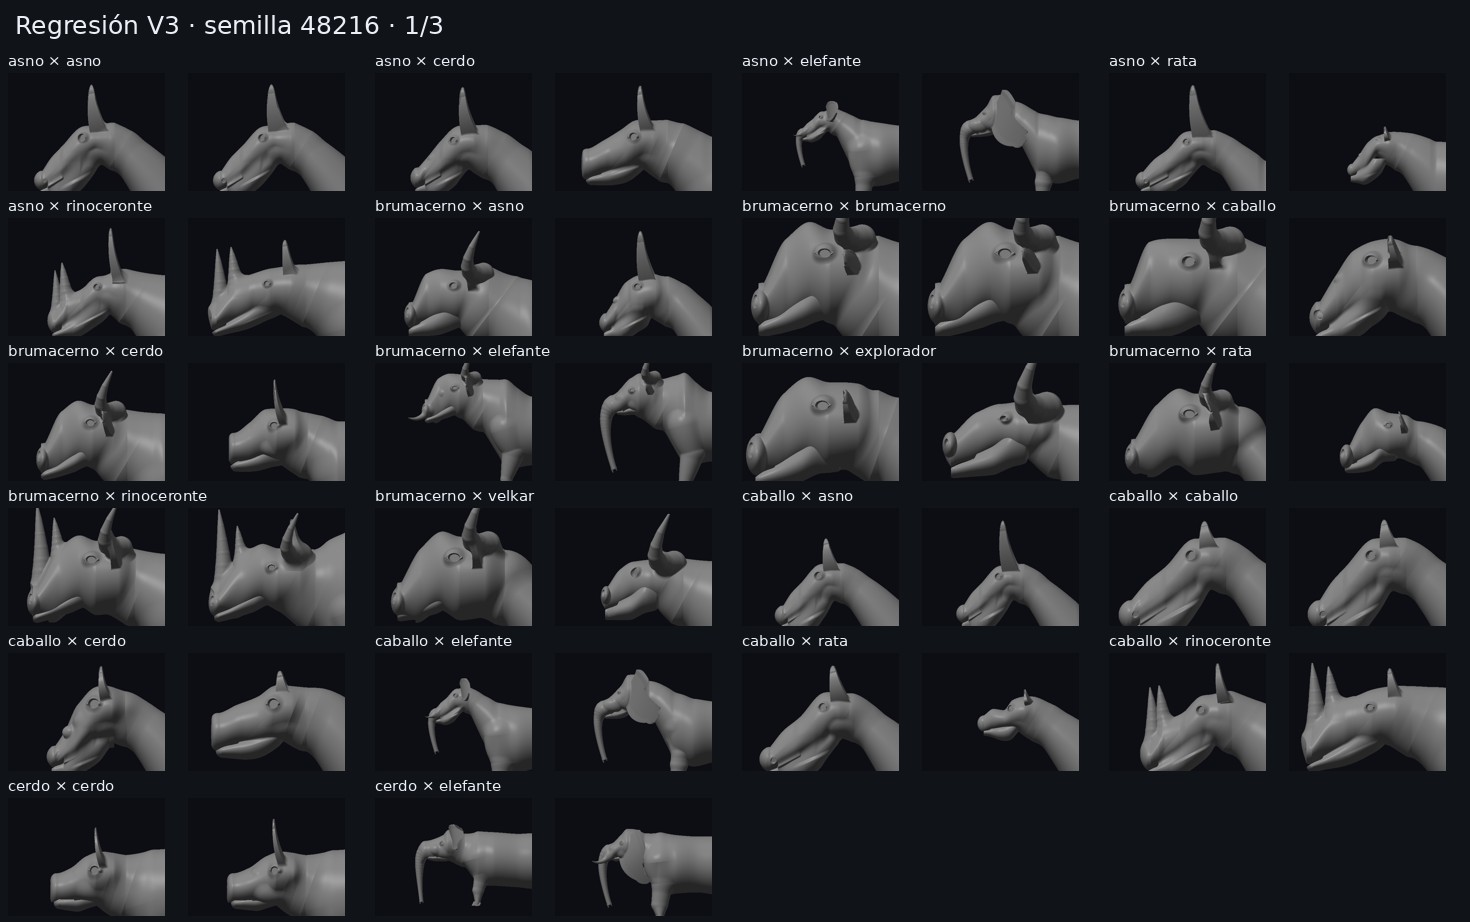 Regresión V3 · semilla 48216 · 1/3
asno × asno
asno × cerdo
asno × elefante
asno × rata
asno × rinoceronte
brumacerno × asno
brumacerno × brumacerno
brumacerno × caballo
brumacerno × cerdo
brumacerno × elefante
brumacerno × explorador
brumacerno × rata
brumacerno × rinoceronte
brumacerno × velkar
caballo × asno
caballo × caballo
caballo × cerdo
caballo × elefante
caballo × rata
caballo × rinoceronte
cerdo × cerdo
cerdo × elefante